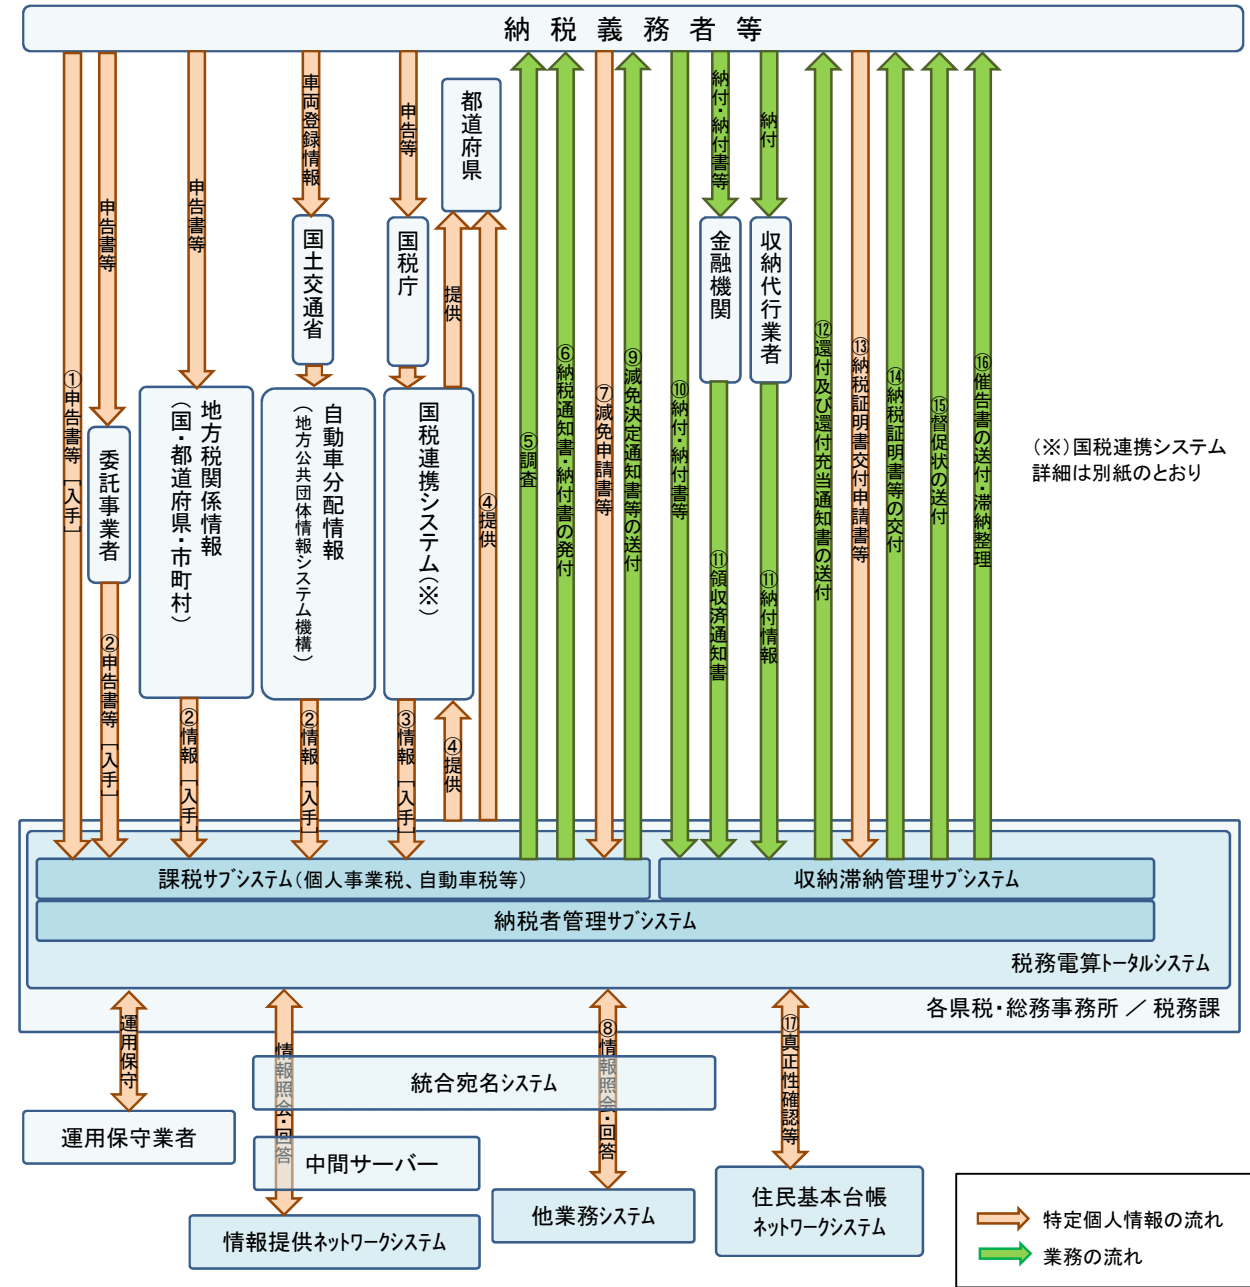 納税義務者等
①申告書等 [入手]
申告書等
申告書等
車両登録情報
申告等
都道府県
⑤調査
⑥納税通知書・納付書の発付
⑦減免申請書等
⑨減免決定通知書等の送付
⑩納付・納付書等
納付・納付書等
納付
⑫還付及び還付充当通知書の送付
⑬納税証明書交付申請書等
⑭納税証明書等の交付
⑮督促状の送付
⑯催告書の送付・滞納整理
国土交通省
国税庁
提供
④提供
金融機関
収納代行業者
委託事業者
地方税関係情報
(国・都道府県・市町村)
自動車分配情報
(地方公共団体情報システム機構)
国税連携システム(※)
(※)国税連携システム
詳細は別紙のとおり
⑪領収済通知書
⑪納付情報
②申告書等 [入手]
②情報 [入手]
②情報 [入手]
③情報 [入手]
④提供
課税サブシステム(個人事業税、自動車税等)
収納滞納管理サブシステム
納税者管理サブシステム
税務電算トータルシステム
各県税・総務事務所 ／ 税務課
運用保守
情報照会・回答
⑧情報照会・回答
⑰真正性確認等
統合宛名システム
運用保守業者
中間サーバー
情報提供ネットワークシステム
他業務システム
住民基本台帳
ネットワークシステム
特定個人情報の流れ
業務の流れ